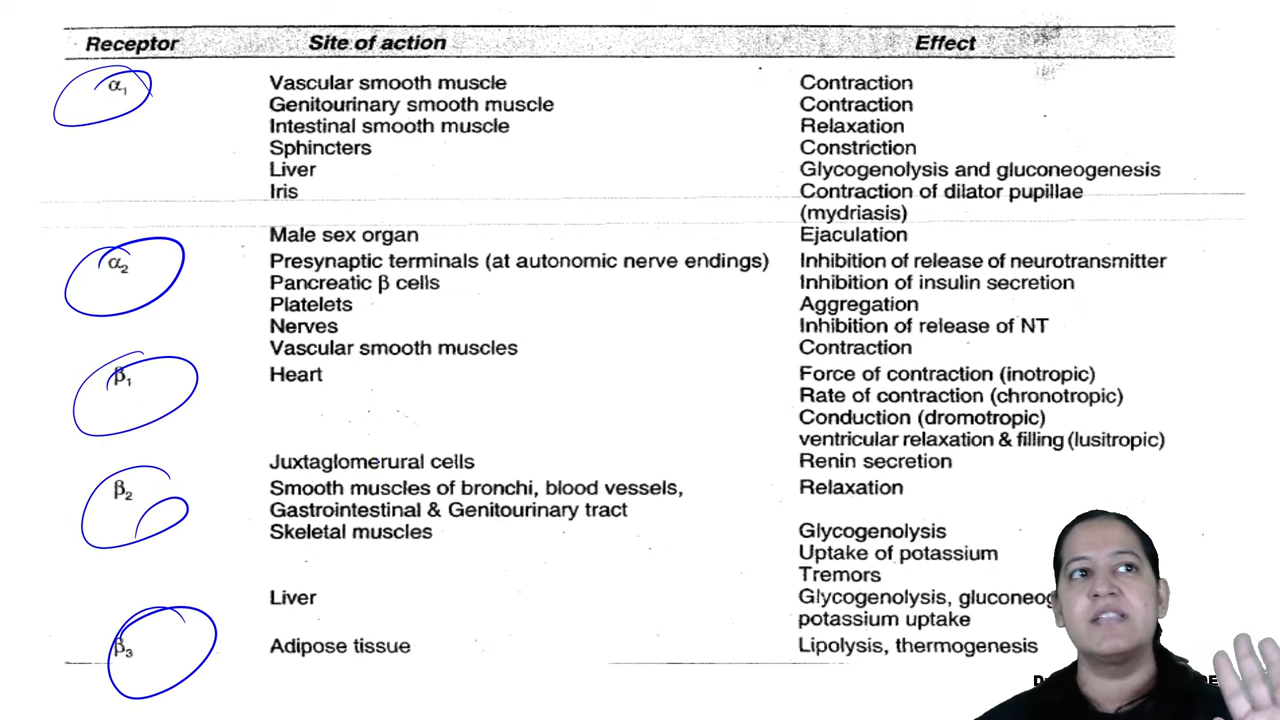 Receptor Site of action Effect
α1 Vascular smooth muscle Contraction
Genitourinary smooth muscle Contraction
Intestinal smooth muscle Relaxation
Sphincters Constriction
Liver Glycogenolysis and gluconeogenesis
Iris Contraction of dilator pupillae
(mydriasis)
Male sex organ Ejaculation
α2 Presynaptic terminals (at autonomic nerve endings) Inhibition of release of neurotransmitter
Pancreatic β cells Inhibition of insulin secretion
Platelets Aggregation
Nerves Inhibition of release of NT
Vascular smooth muscles Contraction
β1 Heart Force of contraction (inotropic)
Rate of contraction (chronotropic)
Conduction (dromotropic)
ventricular relaxation & filling (lusitropic)
Juxtaglomerural cells Renin secretion
β2 Smooth muscles of bronchi, blood vessels, Relaxation
Gastrointestinal & Genitourinary tract
Skeletal muscles Glycogenolysis
Uptake of potassium
Tremors
Liver Glycogenolysis,
potassium uptake
β3 Adipose tissue Lipolysis, thermogenesis